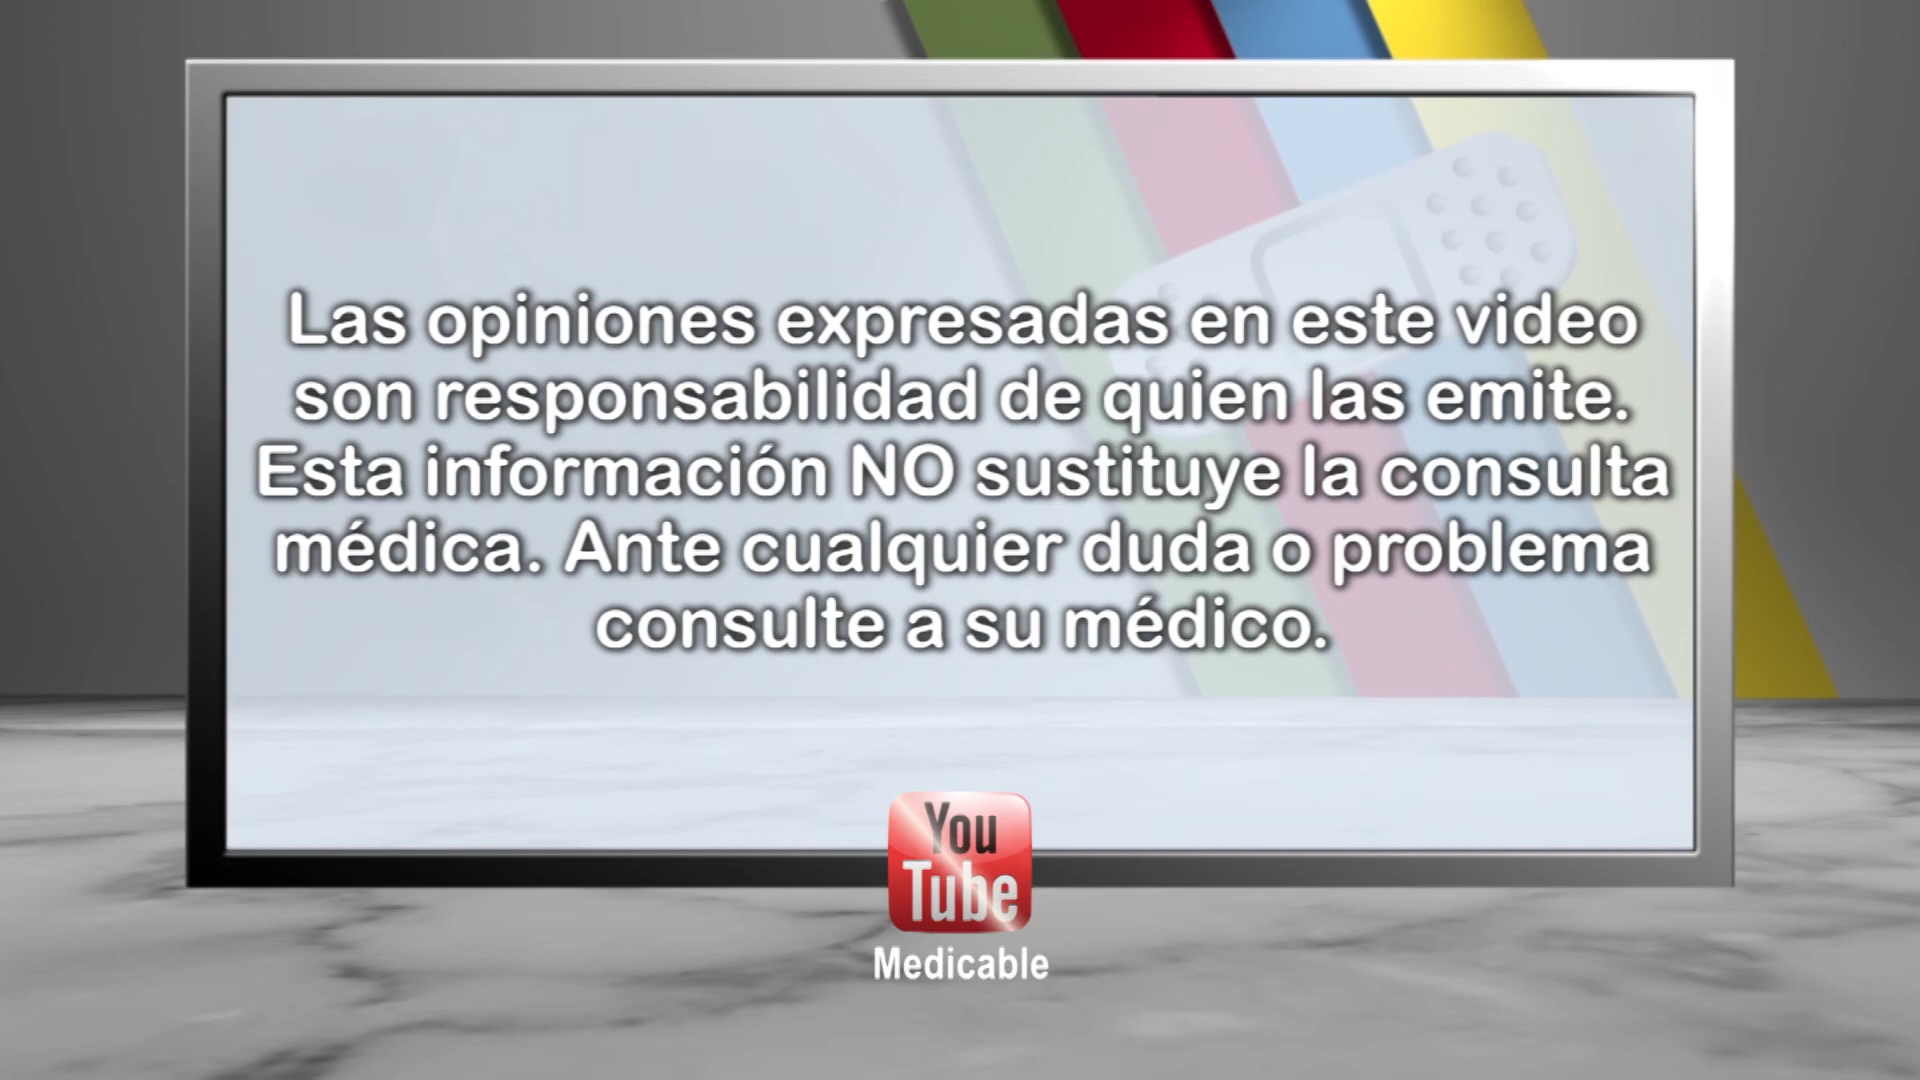 Las opiniones expresadas en este video
son responsabilidad de quien las emite.
Esta información NO sustituye la consulta
médica. Ante cualquier duda o problema
consulte a su médico.
You
Tube
Medicable